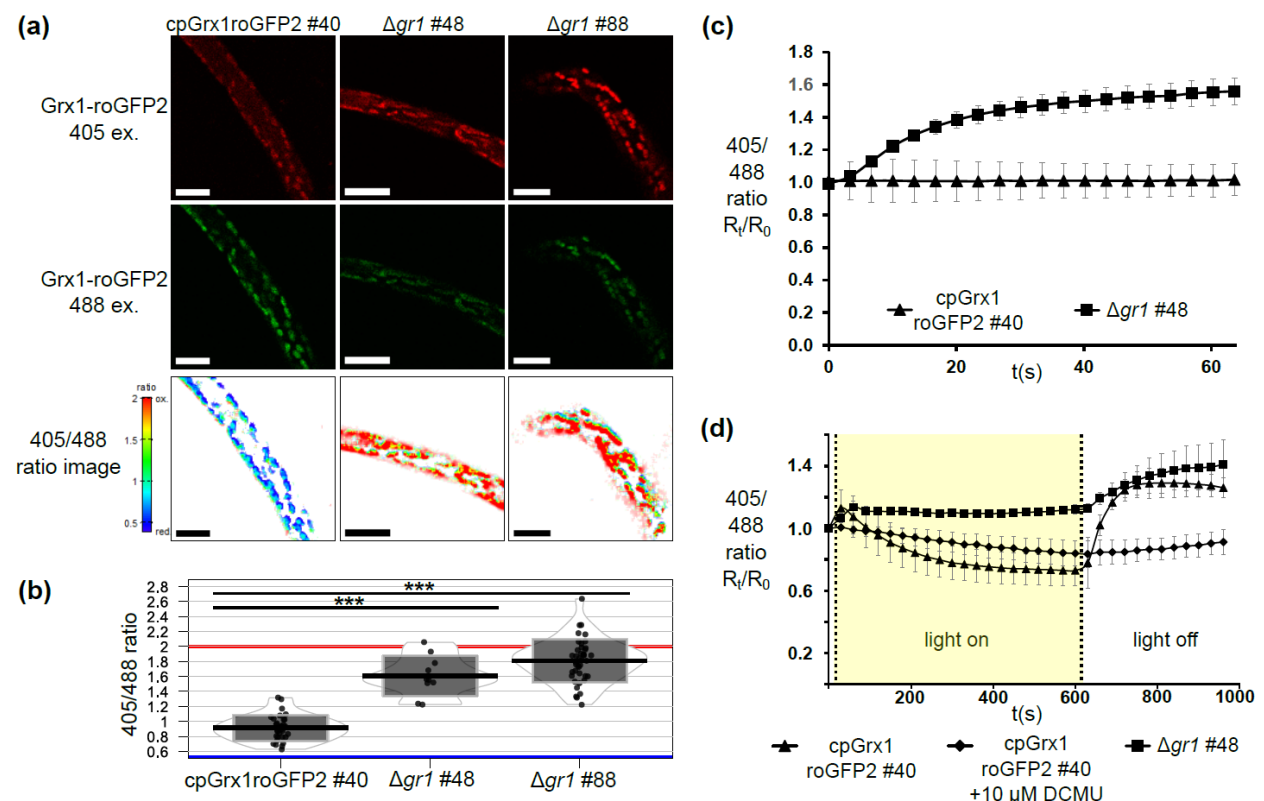 (a)
cpGrx1roGFP2 #40
Δgr1 #48
Δgr1 #88
Grx1-roGFP2
405 ex.
Grx1-roGFP2
488 ex.
405/488
ratio image
ratio
2
ox.
1.5
1
0.5
red.
(b)
405/488 ratio
2.8
2.6
2.4
2.2
2
1.8
1.6
1.4
1.2
1
0.8
0.6
***
***
cpGrx1roGFP2 #40
Δgr1 #48
Δgr1 #88
(c)
405/
488
ratio
Rt/R0
1.8
1.6
1.4
1.2
1.0
0.8
0.6
0.4
0.2
0.0
0
20
40
60
t(s)
cpGrx1
roGFP2 #40
Δgr1 #48
(d)
405/
488
ratio
Rt/R0
1.4
1.0
0.6
0.2
light on
light off
200
400
600
800
1000
t(s)
cpGrx1
roGFP2 #40
cpGrx1
roGFP2 #40
+10 µM DCMU
Δgr1 #48